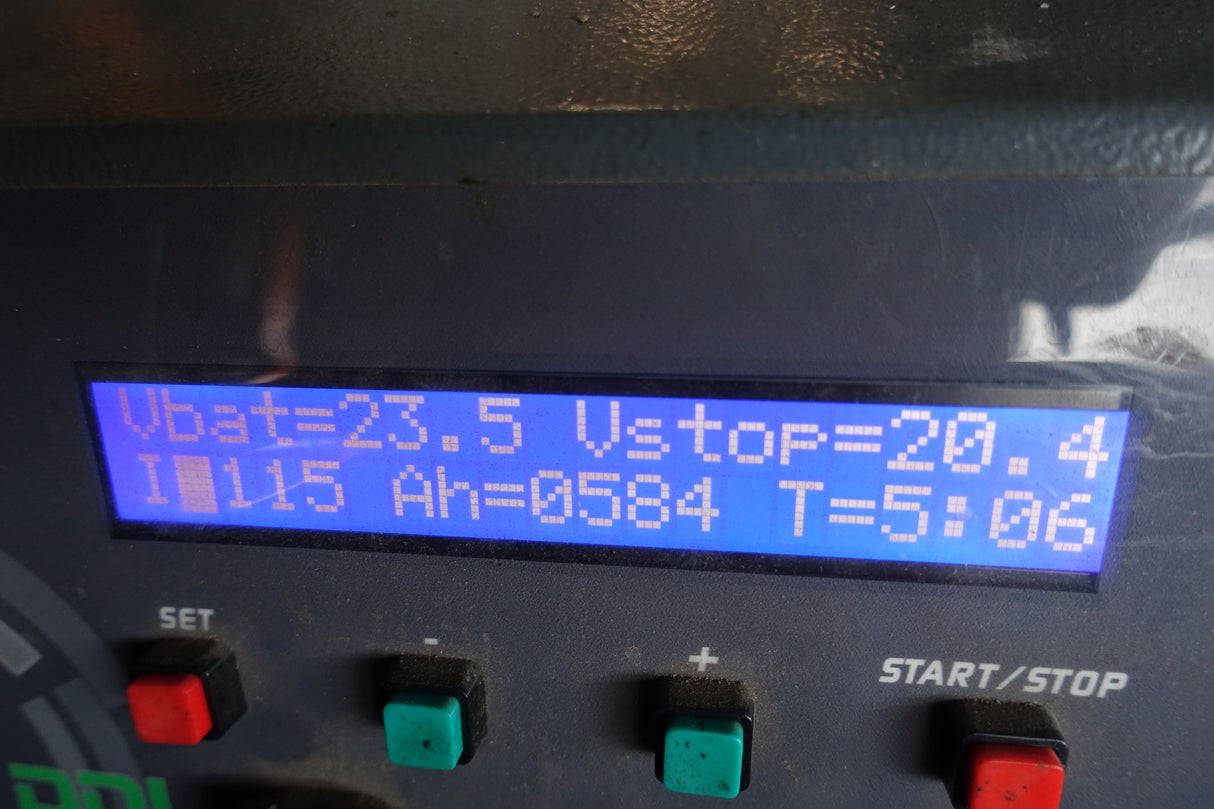 Vbat=23.5 Vstop=20.4
I█115 Ah=0584 T=5:06
SET
-
+
START/STOP